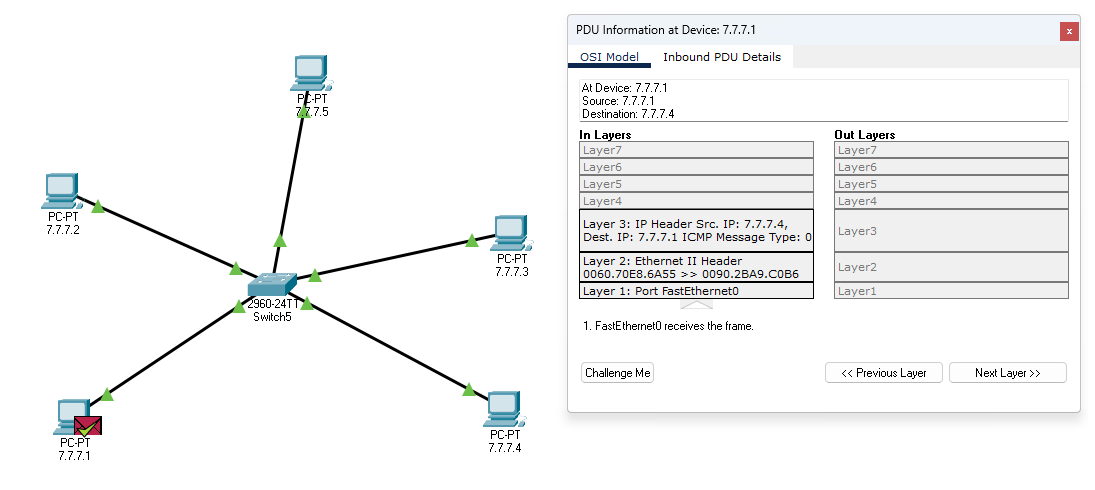 PC-PT
7.7.7.5
PC-PT
7.7.7.2
PC-PT
7.7.7.3
2960-24TT
Switch5
PC-PT
7.7.7.1
PC-PT
7.7.7.4
PDU Information at Device: 7.7.7.1
x
OSI Model
Inbound PDU Details
At Device: 7.7.7.1
Source: 7.7.7.1
Destination: 7.7.7.4
In Layers
Layer7
Layer6
Layer5
Layer4
Layer 3: IP Header Src. IP: 7.7.7.4,
Dest. IP: 7.7.7.1 ICMP Message Type: 0
Layer 2: Ethernet II Header
0060.70E8.6A55 >> 0090.2BA9.C0B6
Layer 1: Port FastEthernet0
Out Layers
Layer7
Layer6
Layer5
Layer4
Layer3
Layer2
Layer1
1. FastEthernet0 receives the frame.
Challenge Me
<< Previous Layer
Next Layer >>